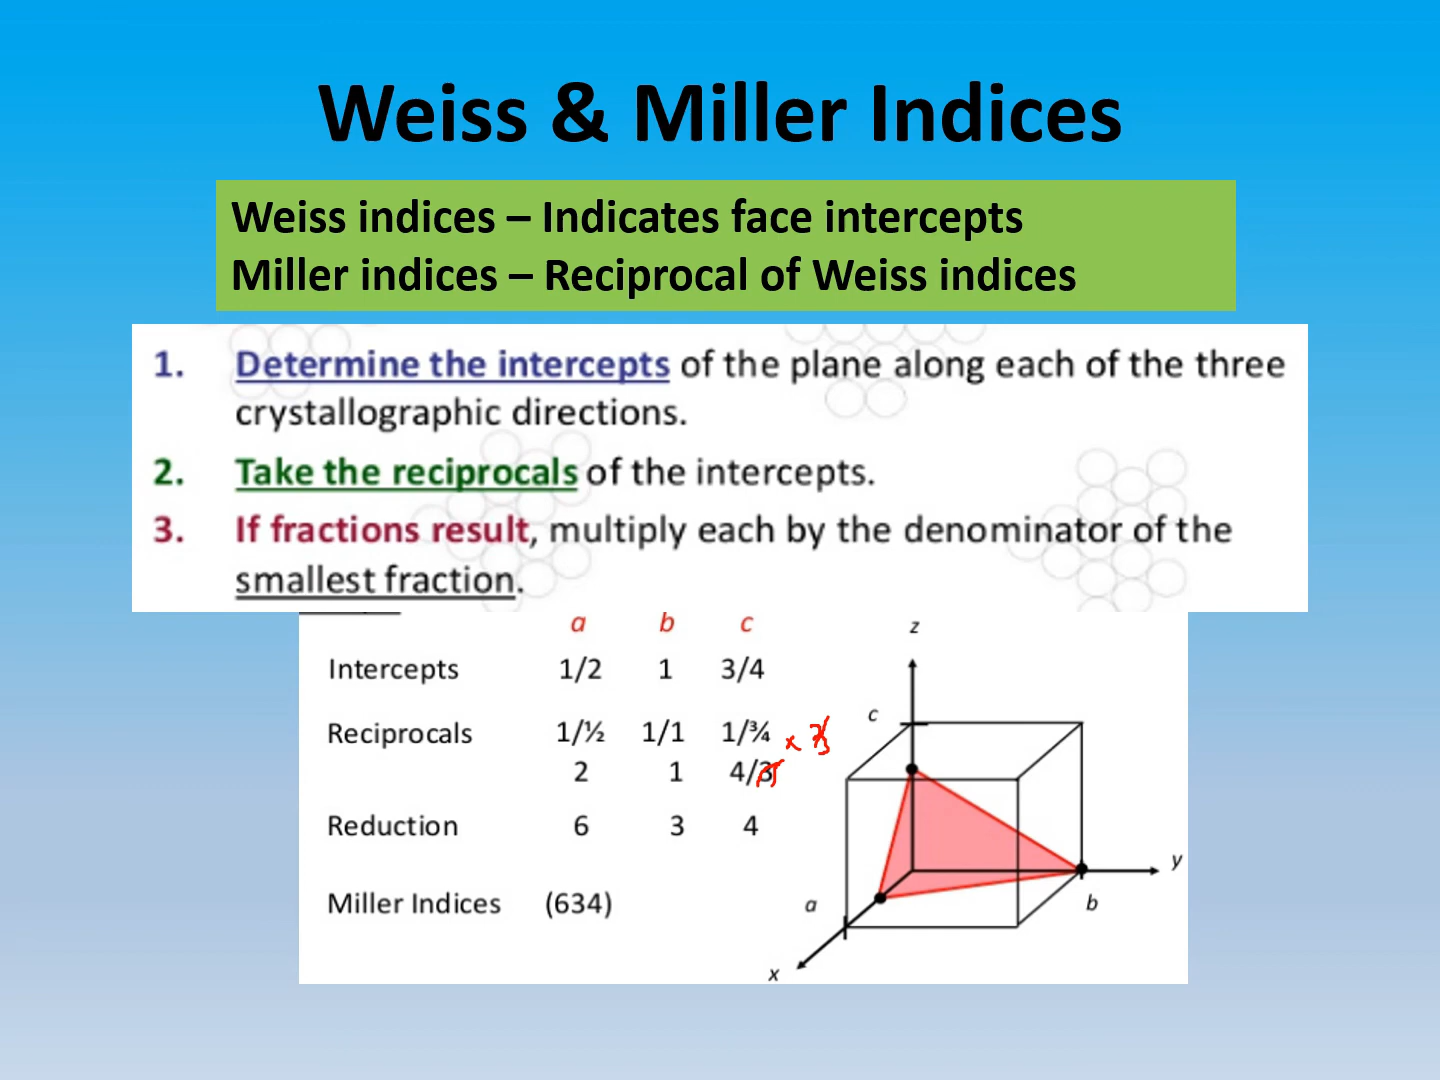 Weiss & Miller Indices
Weiss indices – Indicates face intercepts
Miller indices – Reciprocal of Weiss indices
1. Determine the intercepts of the plane along each of the three
crystallographic directions.
2. Take the reciprocals of the intercepts.
3. If fractions result, multiply each by the denominator of the
smallest fraction.
a b c
Intercepts 1/2 1 3/4
Reciprocals 1/½ 1/1 1/¾ × 3
2 1 4/3
Reduction 6 3 4
Miller Indices (634)
z
c
y
a
b
x